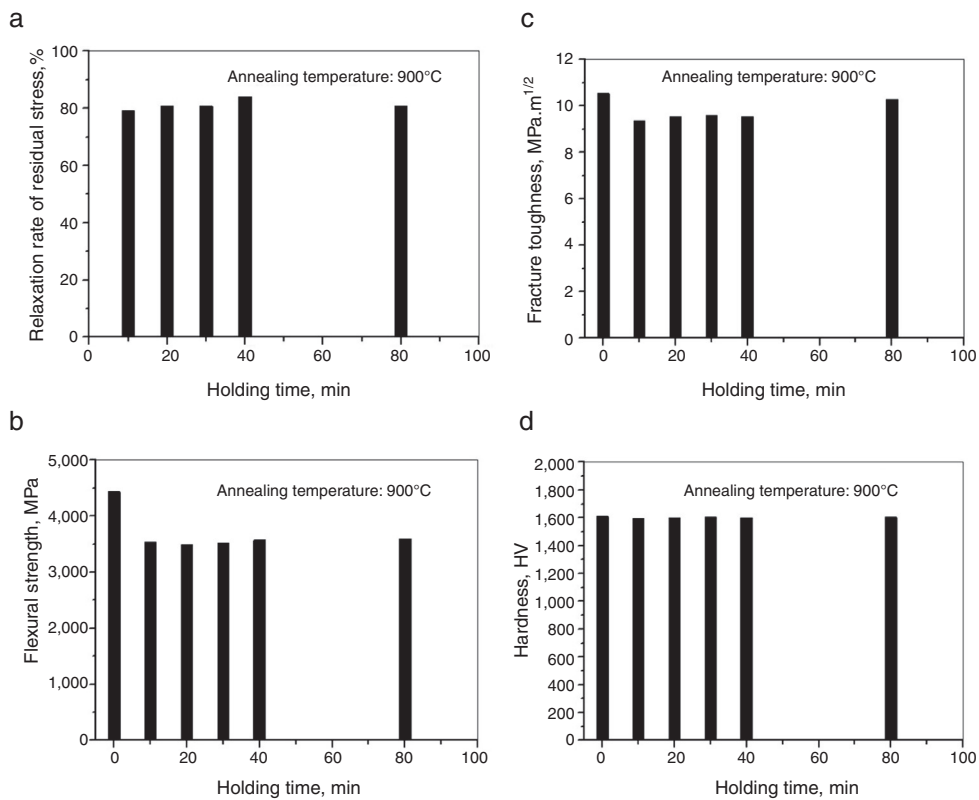 a
Relaxation rate of residual stress, %
100
80
60
40
20
0
Annealing temperature: 900°C
0 20 40 60 80 100
Holding time, min
b
Flexural strength, MPa
5,000
4,000
3,000
2,000
1,000
0
Annealing temperature: 900°C
0 20 40 60 80 100
Holding time, min
c
Fracture toughness, MPa.m1/2
12
10
8
6
4
2
0
Annealing temperature: 900°C
0 20 40 60 80 100
Holding time, min
d
Hardness, HV
2,000
1,800
1,600
1,400
1,200
1,000
800
600
400
200
0
Annealing temperature: 900°C
0 20 40 60 80 100
Holding time, min